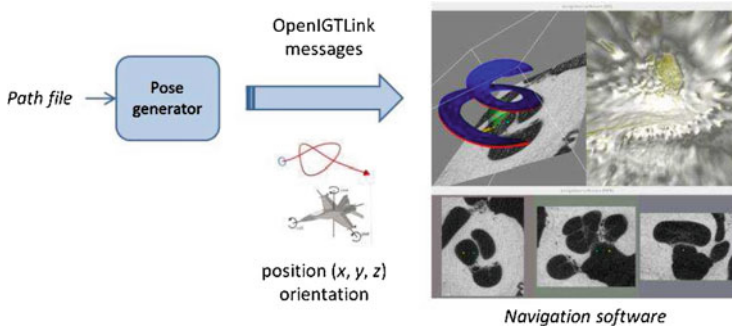 OpenIGTLink
messages
Path file
Pose
generator
position (x, y, z)
orientation
Navigation software